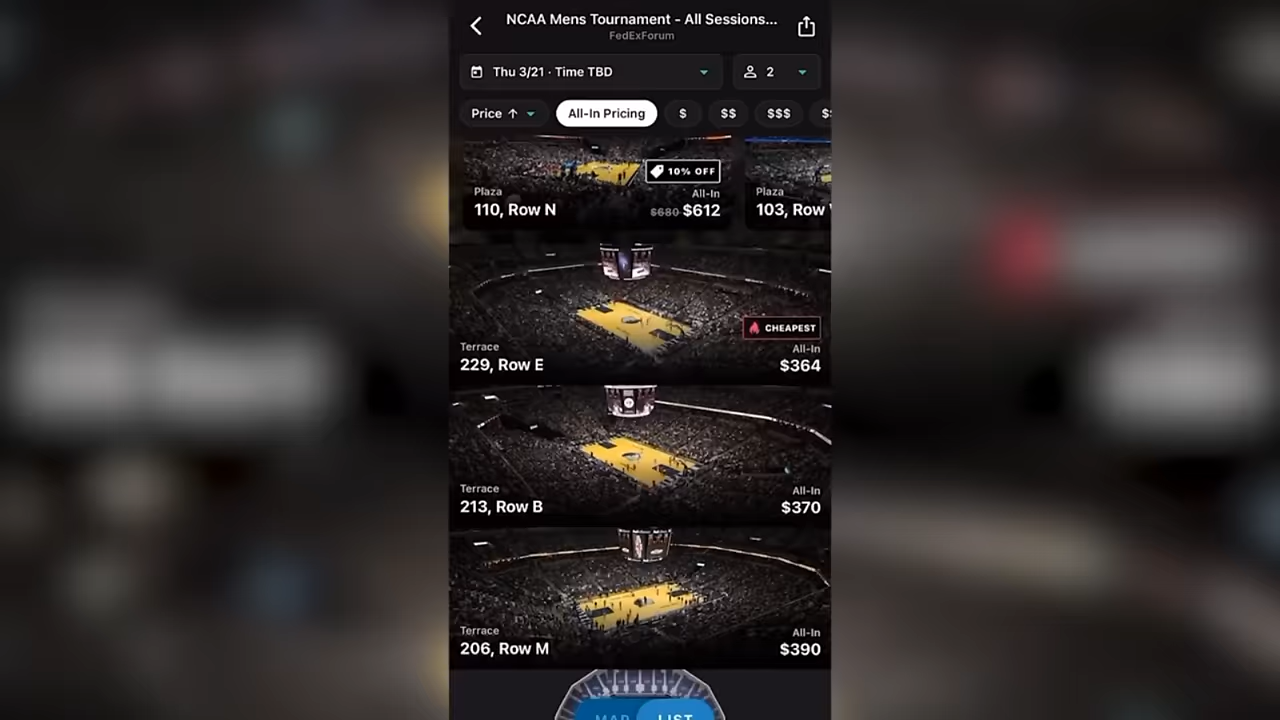 NCAA Mens Tournament - All Sessions...
FedExForum
Thu 3/21 · Time TBD
2
Price ↑
All-In Pricing
$
$$
$$$
10% OFF
Plaza
110, Row N
All-In
$680 $612
Plaza
103, Row
CHEAPEST
Terrace
229, Row E
All-In
$364
Terrace
213, Row B
All-In
$370
Terrace
206, Row M
All-In
$390
MAP
LIST